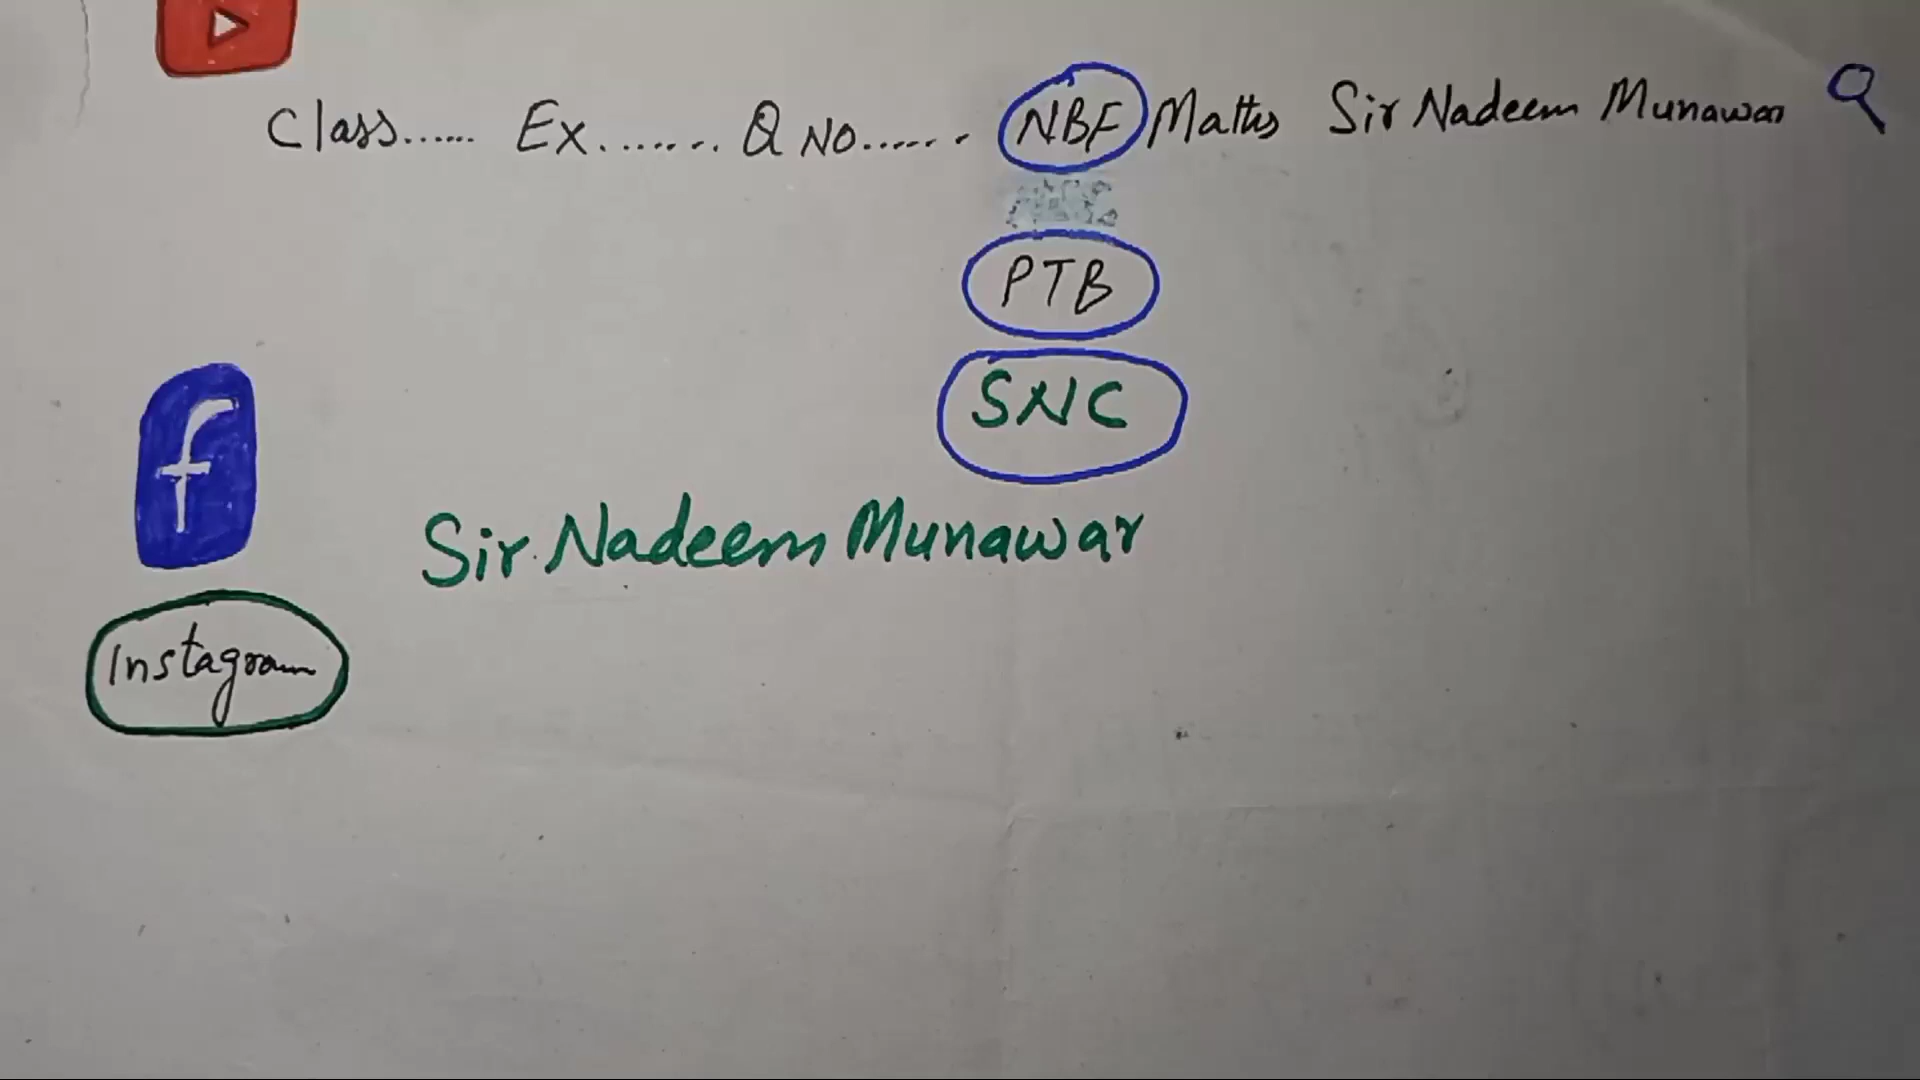 Class...... Ex........ Q No...... NBF Maths Sir Nadeem Munawar
PTB
SNC
f
Sir Nadeem Munawar
Instagram